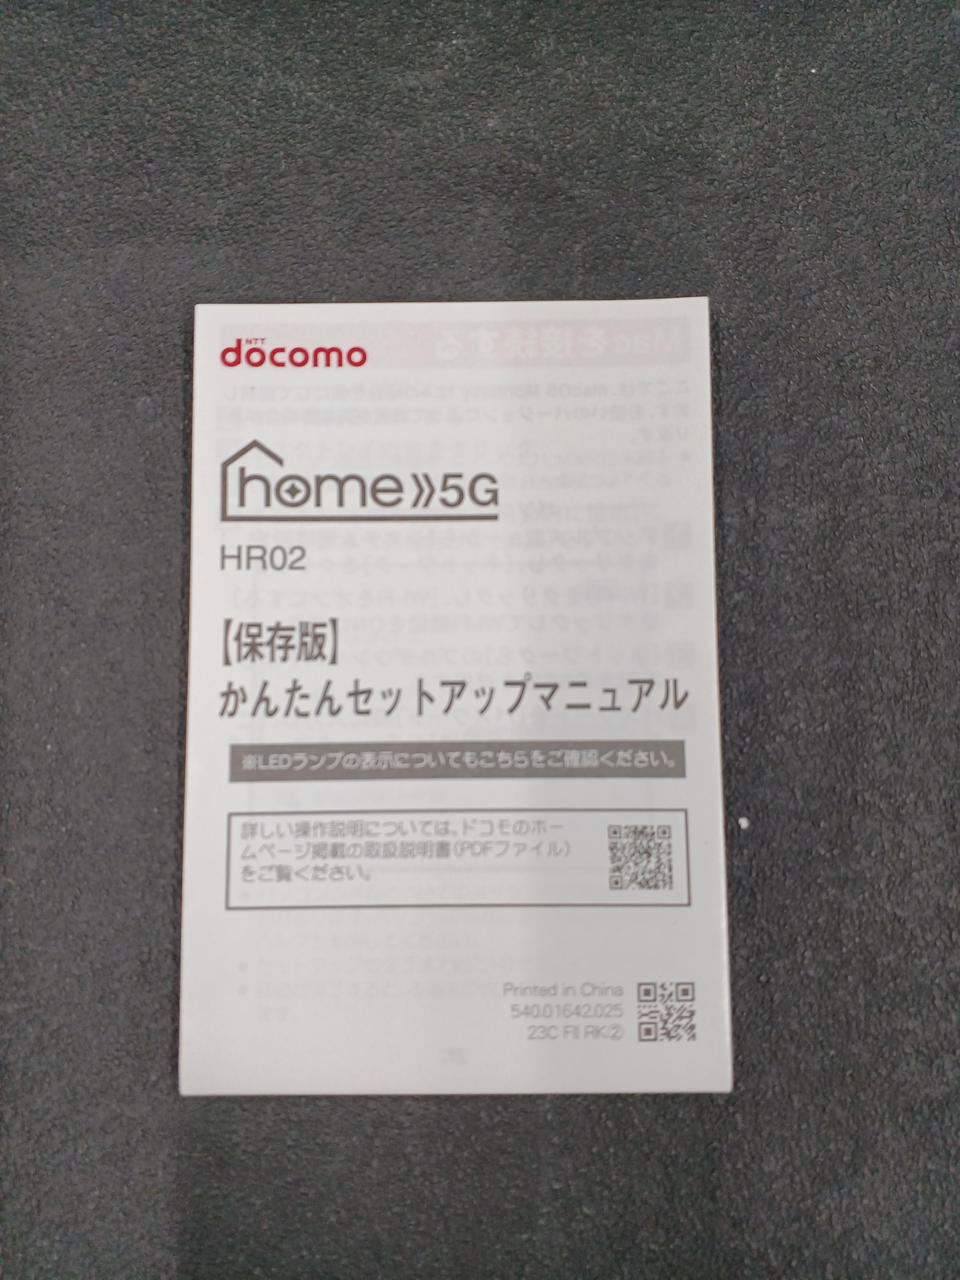 NTT
docomo
home 5G
HR02
【保存版】
かんたんセットアップマニュアル
※LEDランプの表示についてもこちらをご確認ください。
詳しい操作説明については、ドコモのホー
ムページ掲載の取扱説明書(PDFファイル)
をご覧ください。
Printed in China
540.01642.025
23C FII RK②